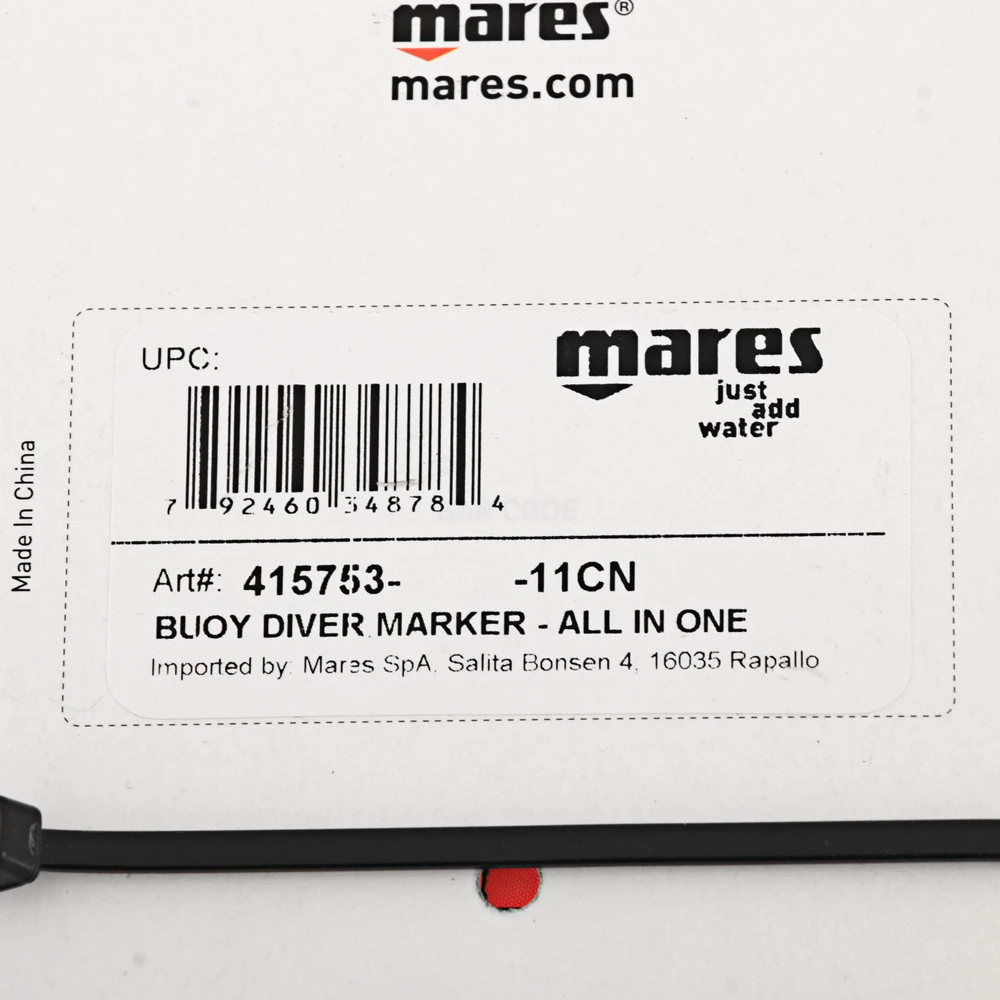 mares®
mares.com
UPC:
mares
just
add
water
7 92460 34878 4
Made In China
Art#: 415753- -11CN
BUOY DIVER MARKER - ALL IN ONE
Imported by: Mares SpA. Salita Bonsen 4, 16035 Rapallo